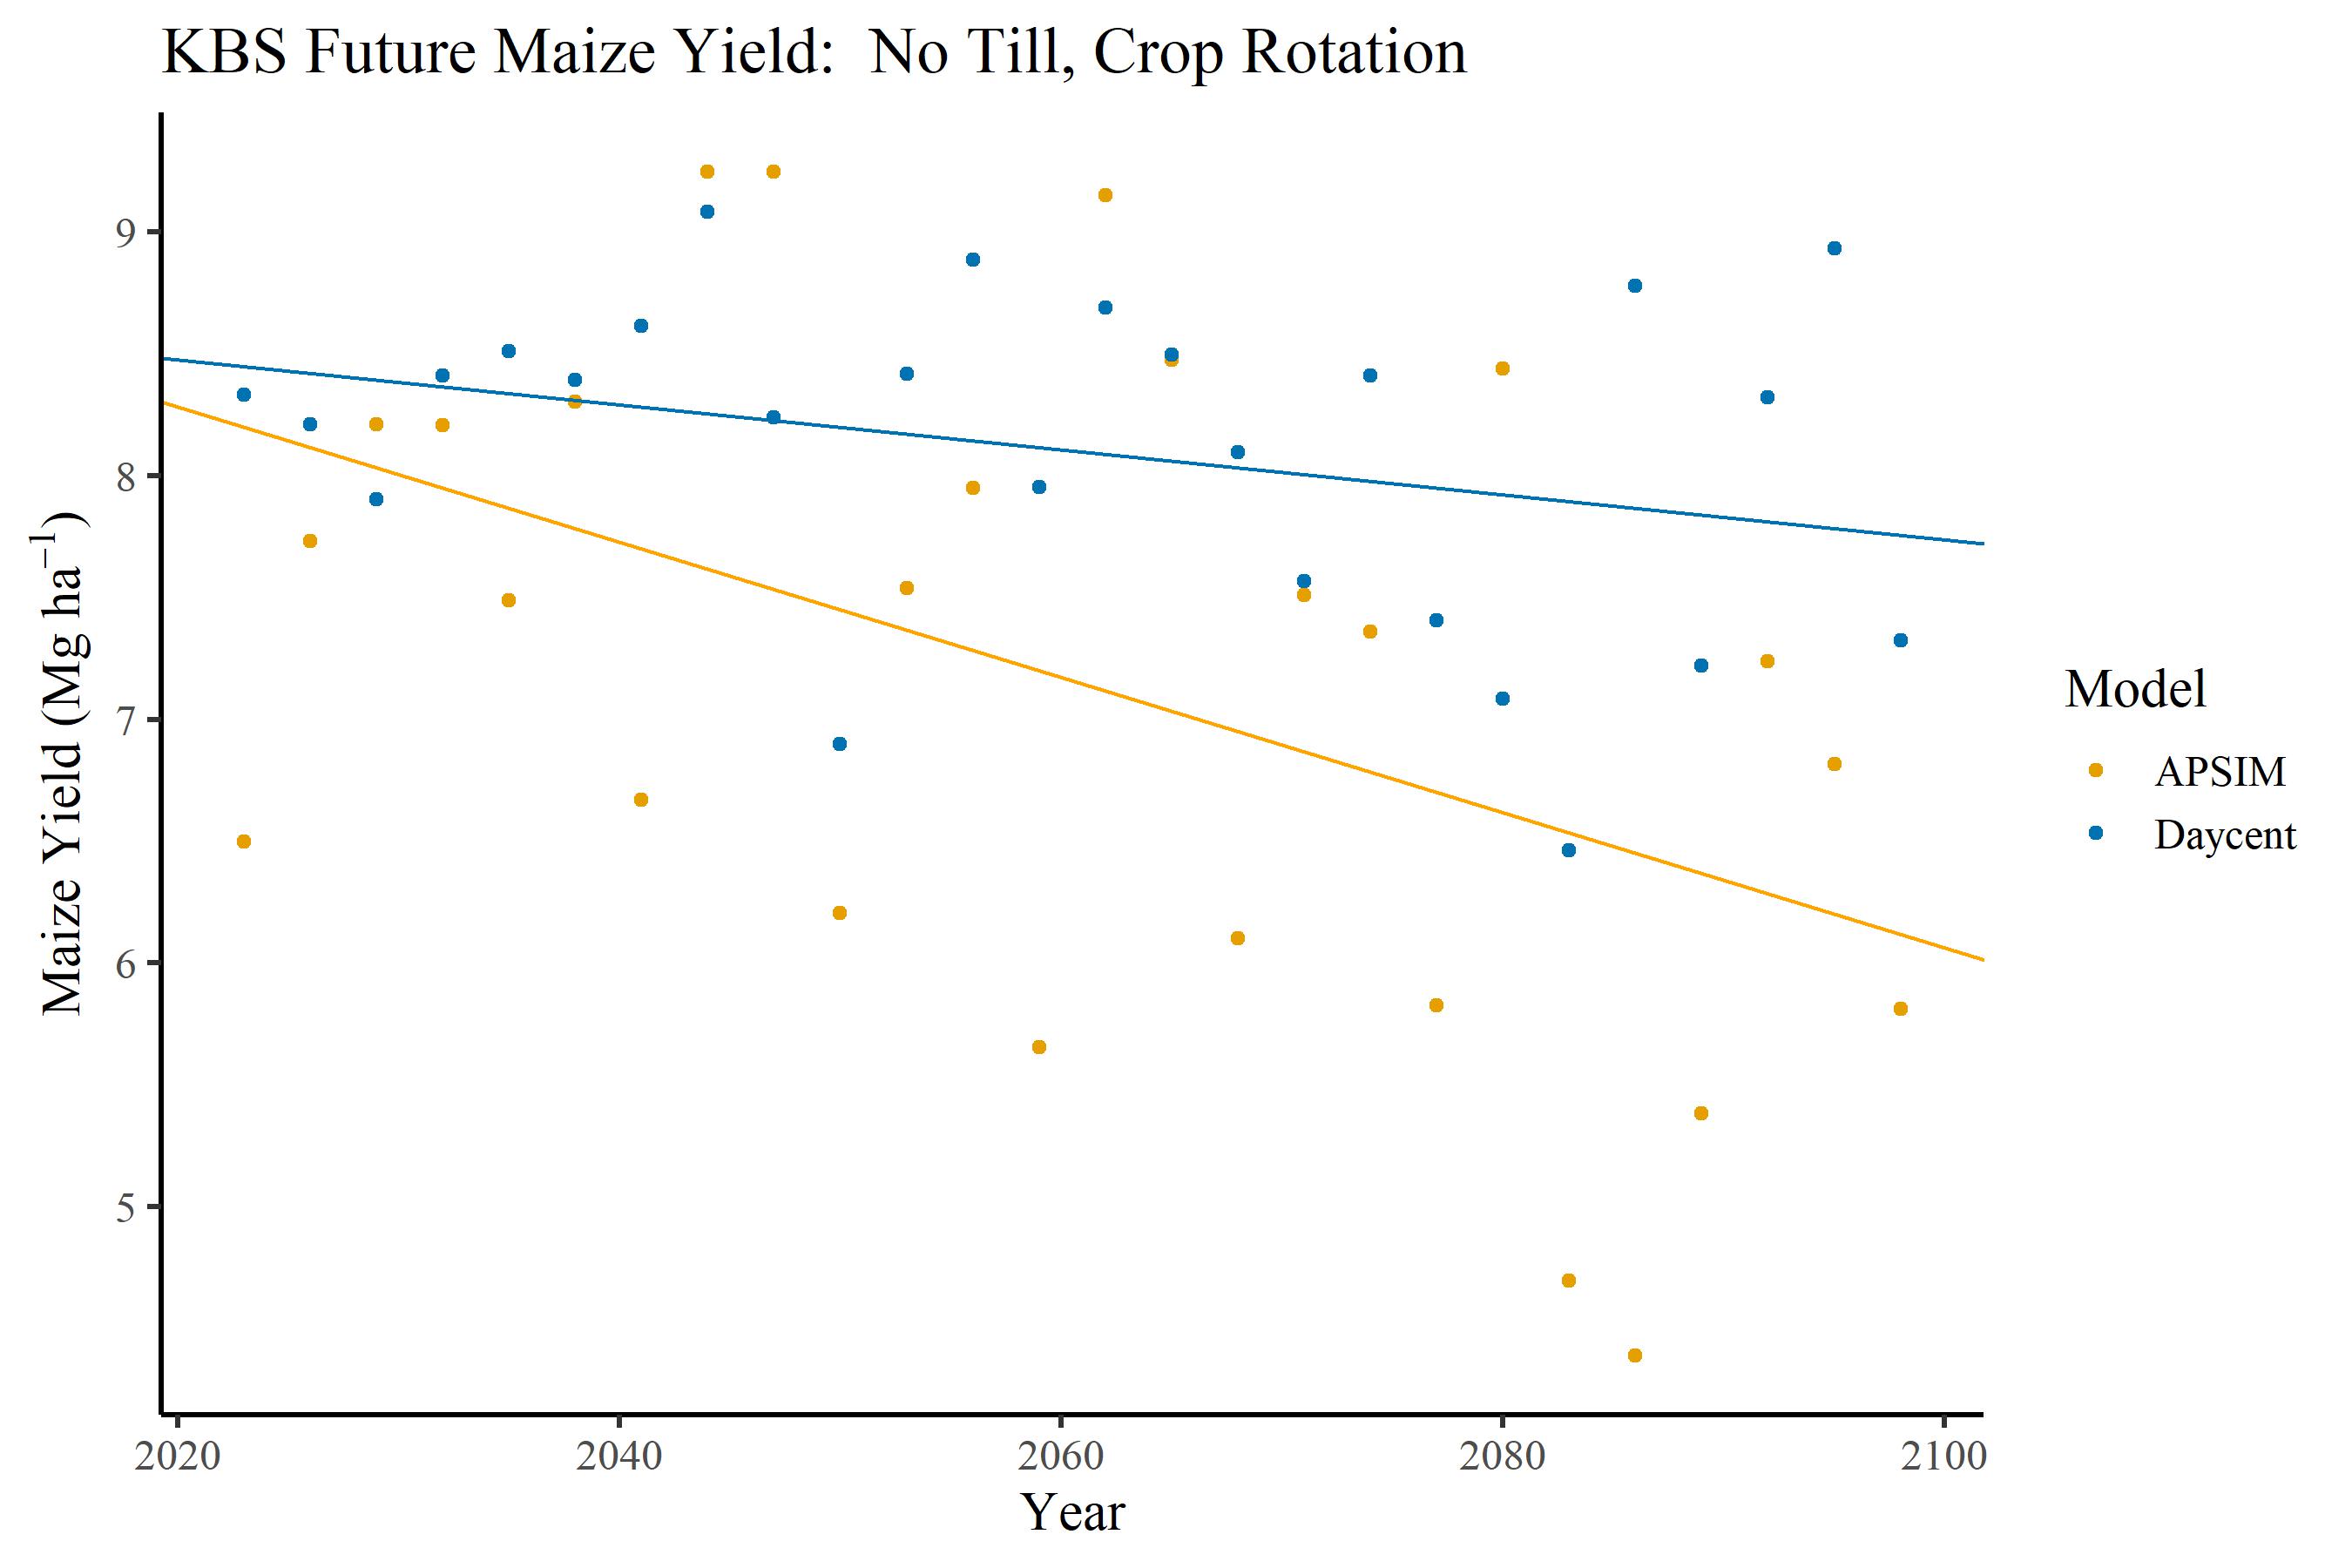 KBS Future Maize Yield:  No Till, Crop Rotation
Maize Yield (Mg ha⁻¹)
9
8
7
6
5
2020 2040 2060 2080 2100
Year
Model
APSIM
Daycent